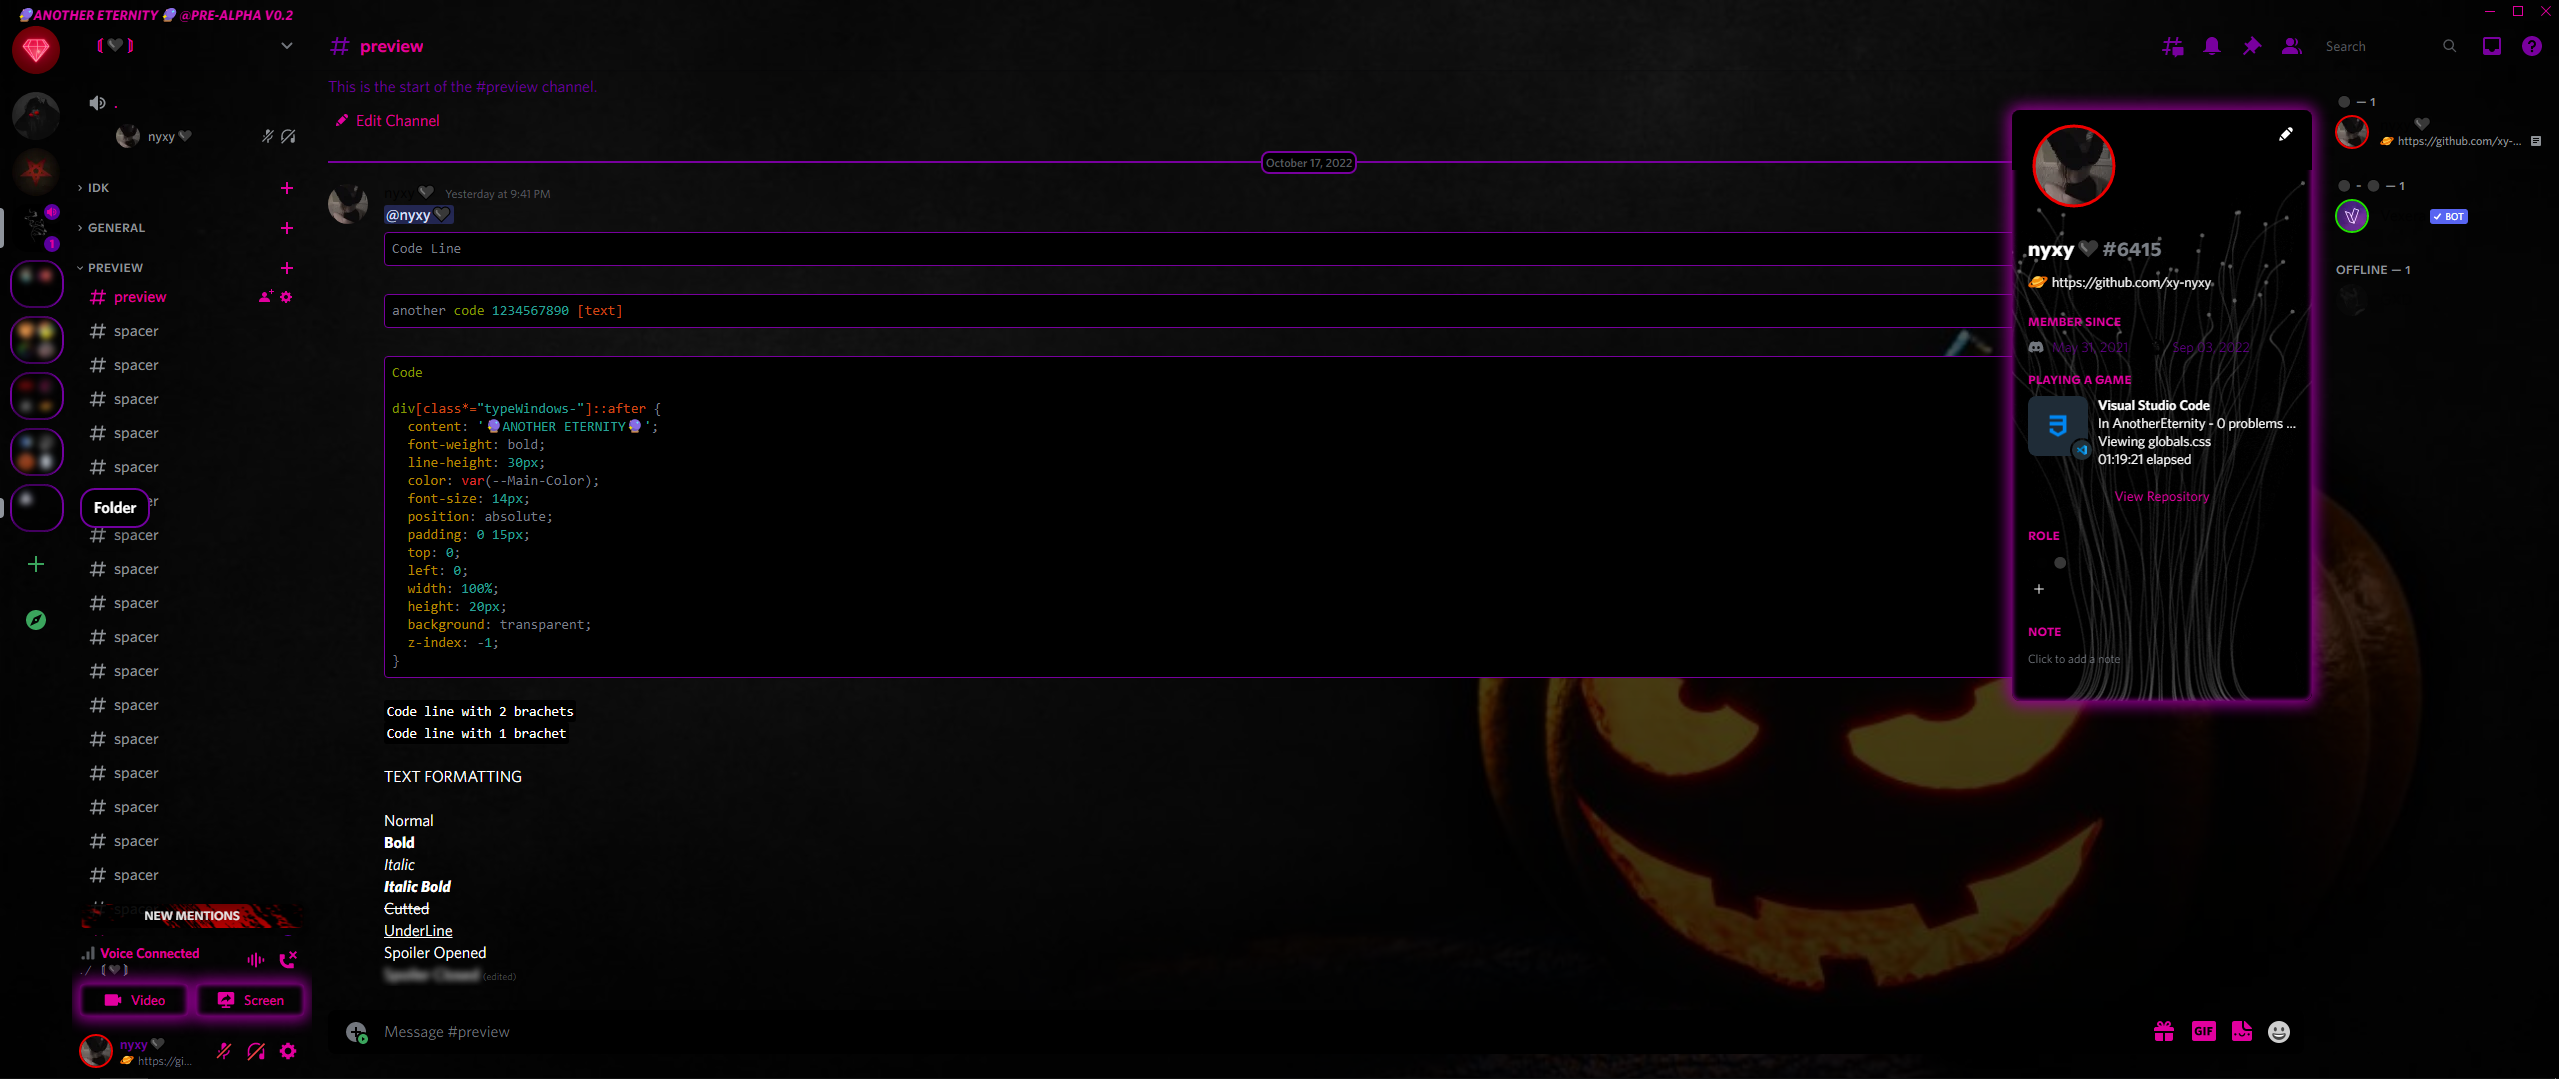 🔮ANOTHER ETERNITY 🔮 @PRE-ALPHA V0.2
nyxy
IDK
GENERAL
PREVIEW
# preview
# spacer
# spacer
# spacer
# spacer
# spacer
Folder
# spacer
# spacer
# spacer
# spacer
# spacer
# spacer
# spacer
# spacer
# spacer
# spacer
# spacer
NEW MENTIONS
Voice Connected
Video
Screen
nyxy
https://gi...
# preview
Search
This is the start of the #preview channel.
Edit Channel
October 17, 2022
nyxy Yesterday at 9:41 PM
@nyxy
Code Line
another code 1234567890 [text]
Code
div[class*="typeWindows-"]::after {
content: '🔮ANOTHER ETERNITY🔮';
font-weight: bold;
line-height: 30px;
color: var(--Main-Color);
font-size: 14px;
position: absolute;
padding: 0 15px;
top: 0;
left: 0;
width: 100%;
height: 20px;
background: transparent;
z-index: -1;
}
Code line with 2 brachets
Code line with 1 brachet
TEXT FORMATTING
Normal
Bold
Italic
Italic Bold
Cutted
UnderLine
Spoiler Opened
(edited)
Message #preview
GIF
nyxy #6415
https://github.com/xy-nyxy
MEMBER SINCE
May 31, 2021 Sep 03, 2022
PLAYING A GAME
Visual Studio Code
In AnotherEternity - 0 problems ...
Viewing globals.css
01:19:21 elapsed
View Repository
ROLE
NOTE
Click to add a note
— 1
https://github.com/xy-...
- — 1
BOT
OFFLINE — 1